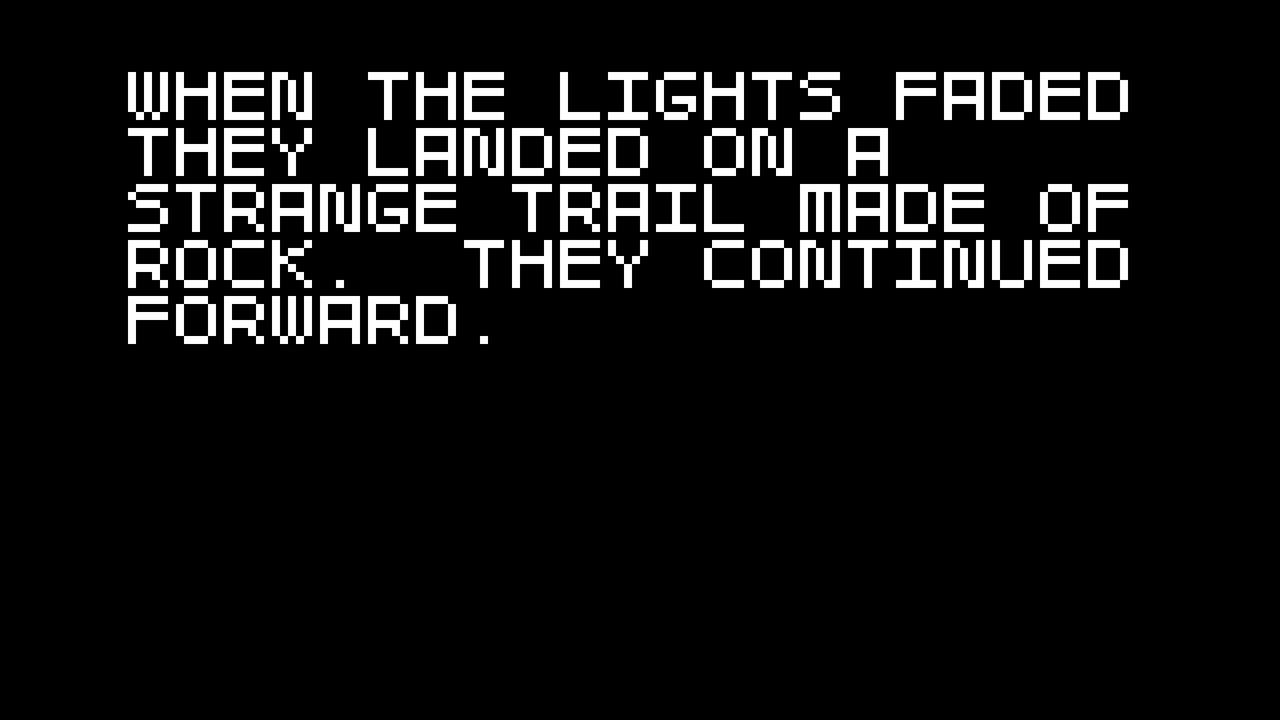 WHEN THE LIGHTS FADED
THEY LANDED ON A
STRANGE TRAIL MADE OF
ROCK.  THEY CONTINUED
FORWARD.